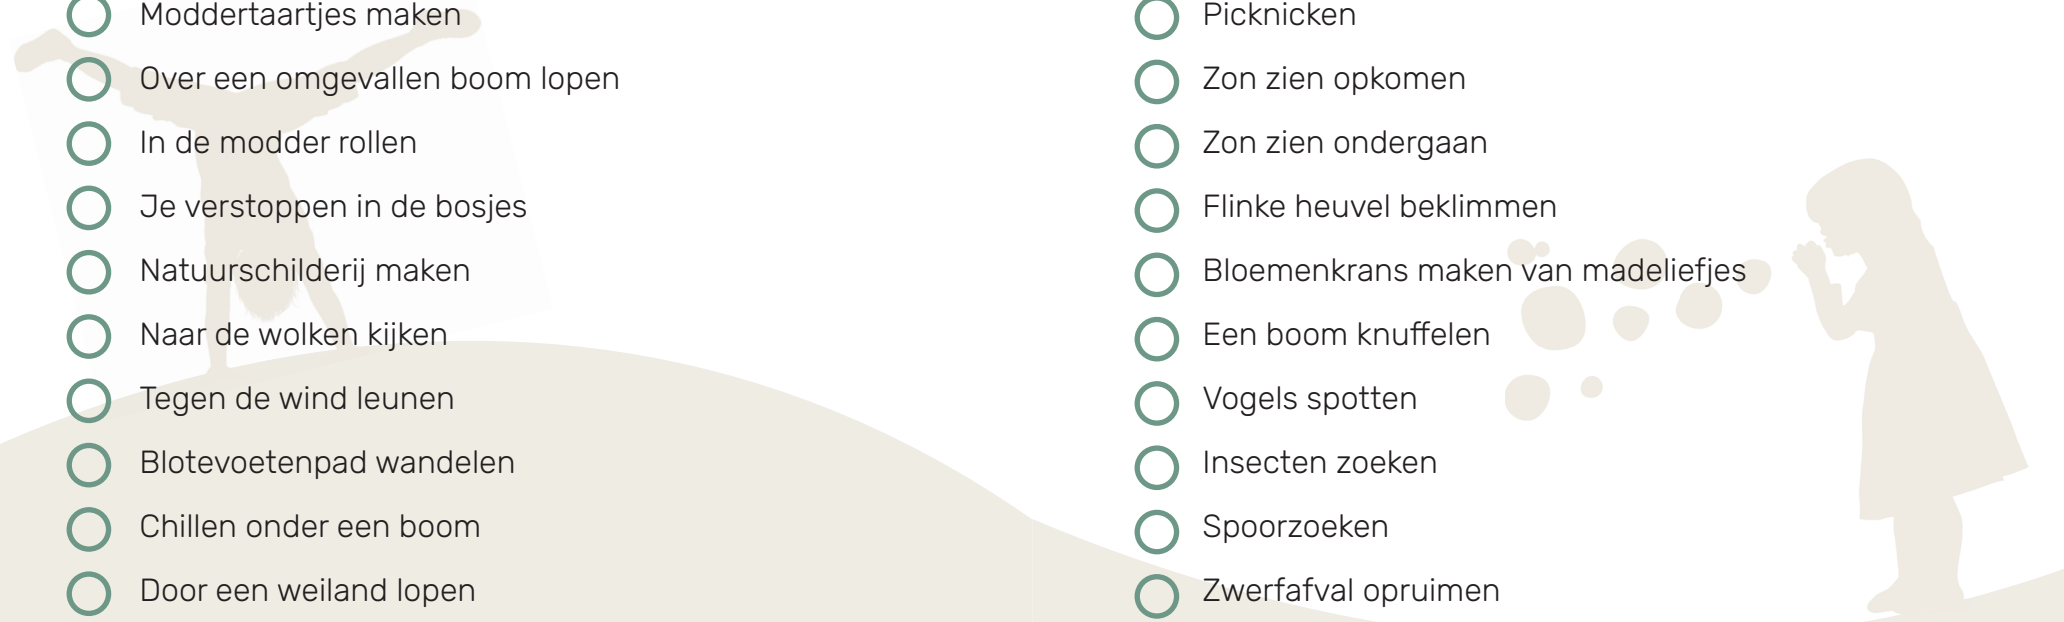 Moddertaartjes maken
Over een omgevallen boom lopen
In de modder rollen
Je verstoppen in de bosjes
Natuurschilderij maken
Naar de wolken kijken
Tegen de wind leunen
Blotevoetenpad wandelen
Chillen onder een boom
Door een weiland lopen
Picknicken
Zon zien opkomen
Zon zien ondergaan
Flinke heuvel beklimmen
Bloemenkrans maken van madeliefjes
Een boom knuffelen
Vogels spotten
Insecten zoeken
Spoorzoeken
Zwerfafval opruimen